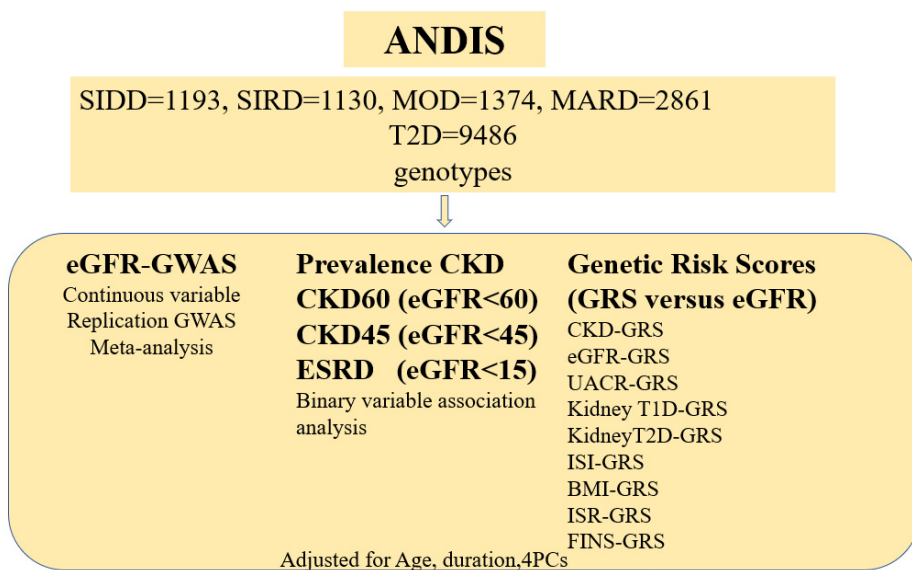 ANDIS
SIDD=1193, SIRD=1130, MOD=1374, MARD=2861
T2D=9486
genotypes
eGFR-GWAS
Continuous variable
Replication GWAS
Meta-analysis
Prevalence CKD
CKD60 (eGFR<60)
CKD45 (eGFR<45)
ESRD (eGFR<15)
Binary variable association
analysis
Genetic Risk Scores
(GRS versus eGFR)
CKD-GRS
eGFR-GRS
UACR-GRS
Kidney T1D-GRS
KidneyT2D-GRS
ISI-GRS
BMI-GRS
ISR-GRS
FINS-GRS
Adjusted for Age, duration,4PCs